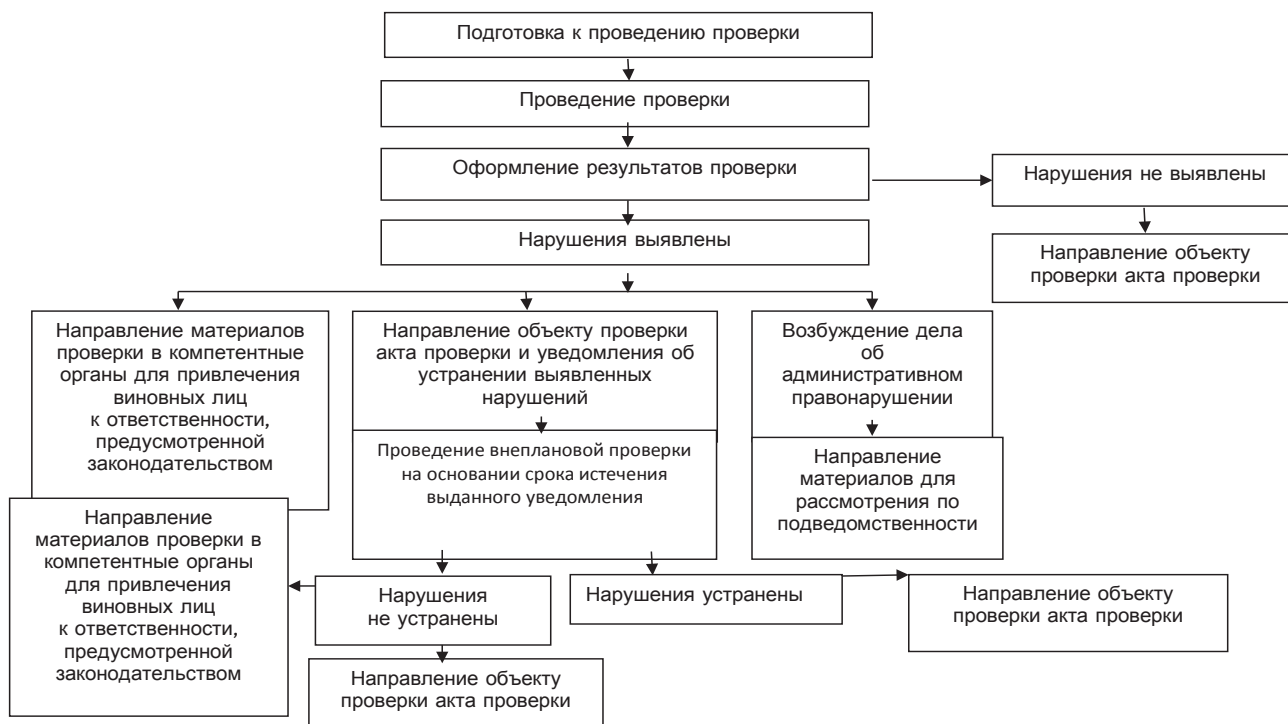 Подготовка к проведению проверки
Проведение проверки
Оформление результатов проверки
Нарушения не выявлены
Нарушения выявлены
Направление объекту
проверки акта проверки
Направление материалов
проверки в компетентные
органы для привлечения
виновных лиц
к ответственности,
предусмотренной
законодательством
Направление объекту проверки
акта проверки и уведомления об
устранении выявленных
нарушений
Возбуждение дела
об
административном
правонарушении
Проведение внеплановой проверки
на основании срока истечения
выданного уведомления
Направление
материалов для
рассмотрения по
подведомственности
Направление
материалов проверки в
компетентные органы
для привлечения
виновных лиц
к ответственности,
предусмотренной
законодательством
Нарушения
не устранены
Нарушения устранены
Направление объекту
проверки акта проверки
Направление объекту
проверки акта проверки